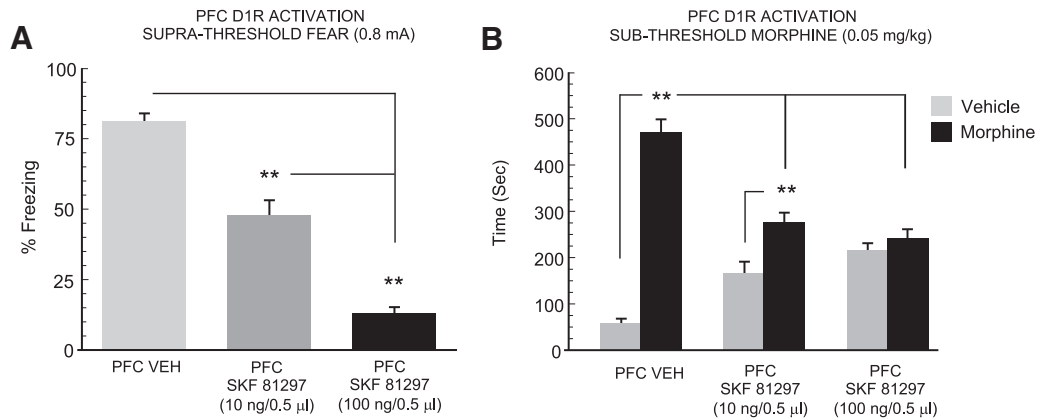 A
PFC D1R ACTIVATION
SUPRA-THRESHOLD FEAR (0.8 mA)
% Freezing
100
75
50
25
0
**
**
PFC VEH
PFC
SKF 81297
(10 ng/0.5 µl)
PFC
SKF 81297
(100 ng/0.5 µl)
B
PFC D1R ACTIVATION
SUB-THRESHOLD MORPHINE (0.05 mg/kg)
Time (Sec)
600
500
400
300
200
100
0
**
**
PFC VEH
PFC
SKF 81297
(10 ng/0.5 µl)
PFC
SKF 81297
(100 ng/0.5 µl)
Vehicle
Morphine